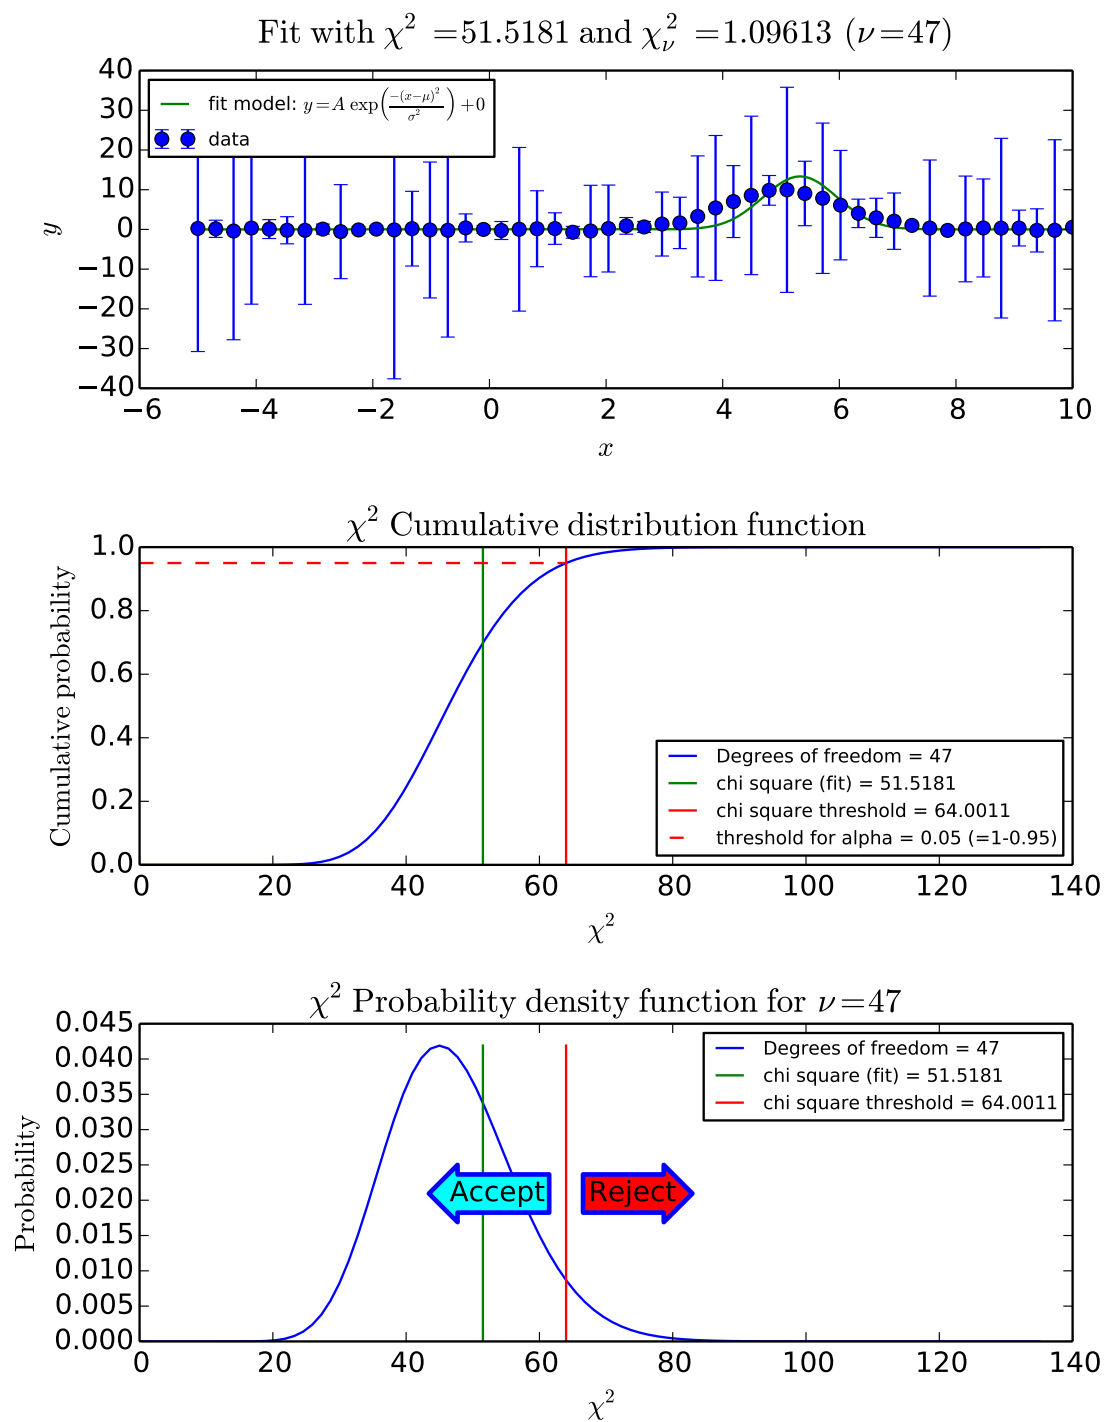 Fit with χ² =51.5181 and χ_ν² =1.09613 (ν=47)
40
30
20
10
0
−10
−20
−30
−40
y
fit model: y=A exp(−(x−μ)²/σ²)+0
data
−6 −4 −2 0 2 4 6 8 10
x
χ² Cumulative distribution function
1.0
0.8
0.6
0.4
0.2
0.0
Cumulative probability
Degrees of freedom = 47
chi square (fit) = 51.5181
chi square threshold = 64.0011
threshold for alpha = 0.05 (=1-0.95)
0 20 40 60 80 100 120 140
χ²
χ² Probability density function for ν=47
0.045
0.040
0.035
0.030
0.025
0.020
0.015
0.010
0.005
0.000
Probability
Degrees of freedom = 47
chi square (fit) = 51.5181
chi square threshold = 64.0011
Accept Reject
0 20 40 60 80 100 120 140
χ²